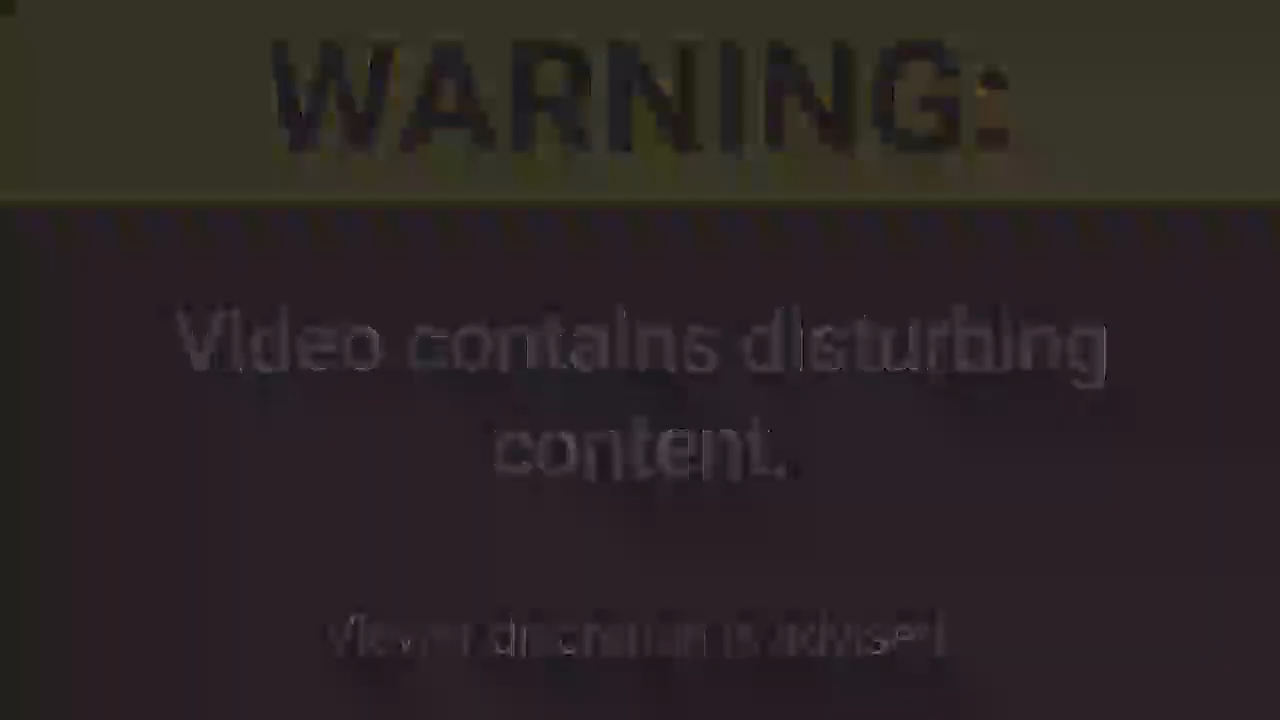 WARNING:
Video contains disturbing
content.
Viewer discretion is advised